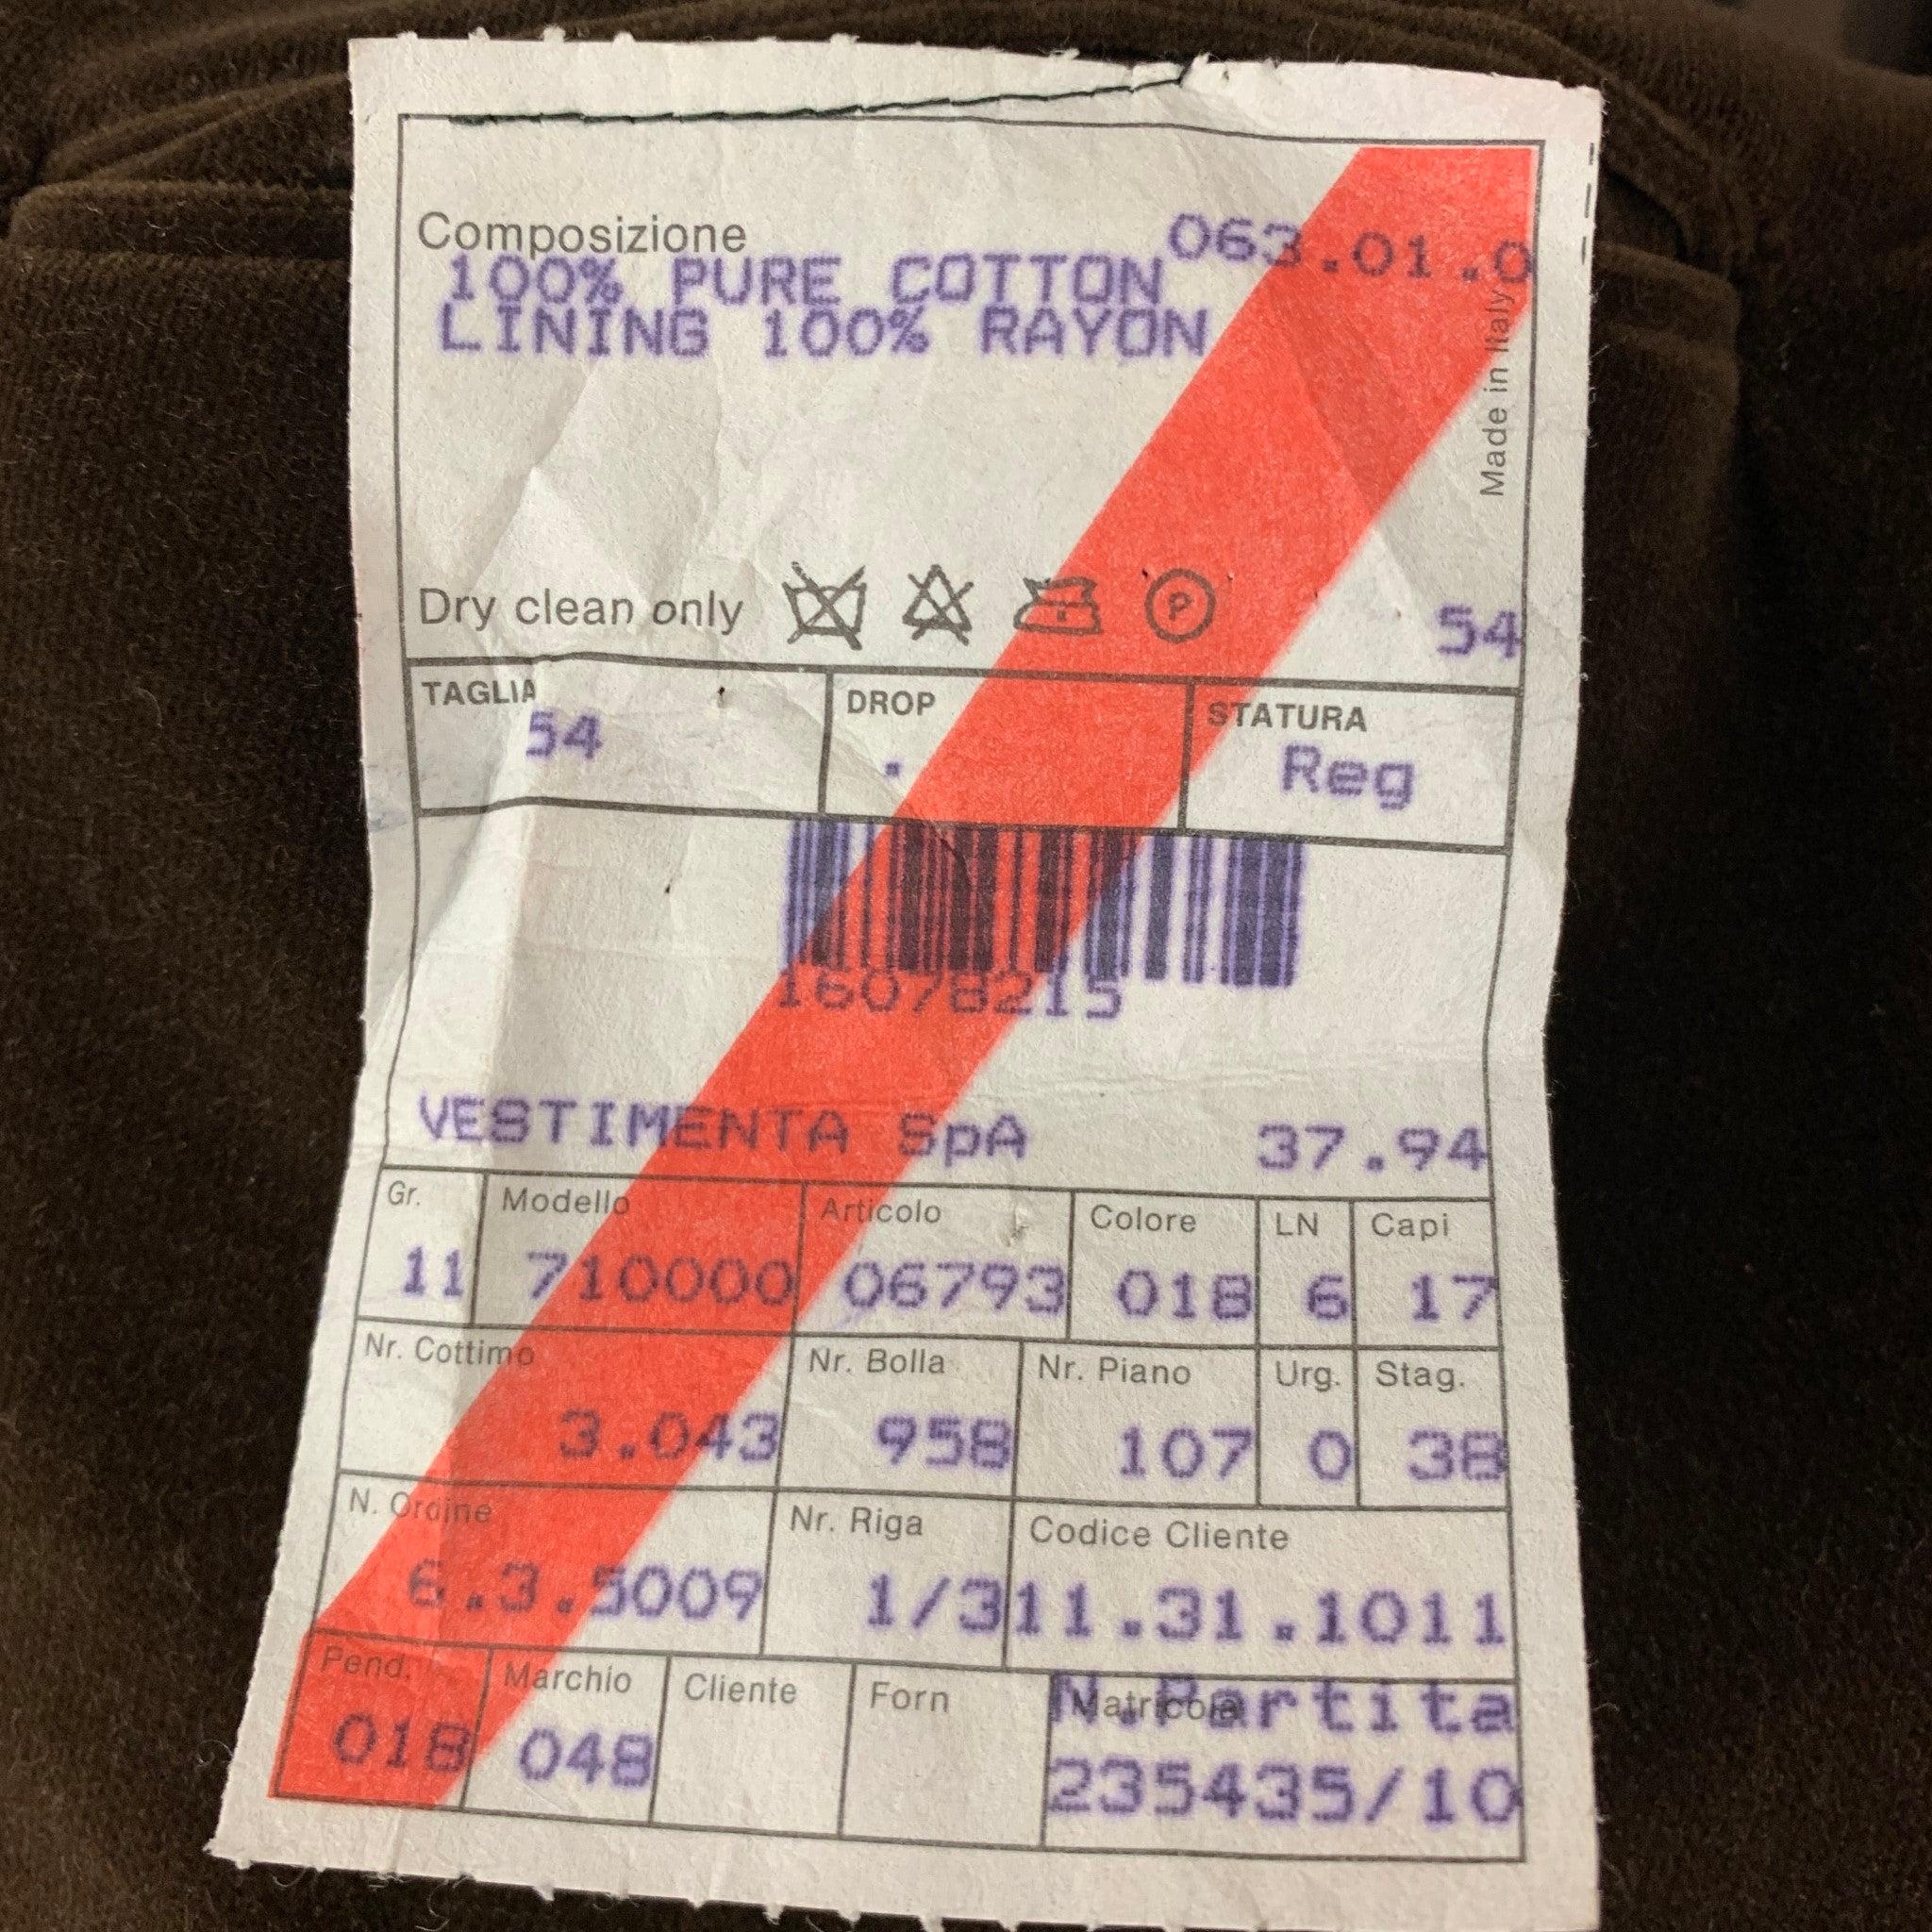 Composizione
063.01.0
100% PURE COTTON
LINING 100% RAYON
Made in Italy
Dry clean only
P
54
TAGLIA
54
DROP
.
STATURA
Reg
16078215
VESTIMENTA SpA 37.94
Gr. Modello Articolo Colore LN Capi
11 710000 06793 018 6 17
Nr. Cottimo Nr. Bolla Nr. Piano Urg. Stag.
3.043 958 107 0 38
N. Ordine Nr. Riga Codice Cliente
6.3.5009 1/311.31.1011
Pend. Marchio Cliente Forn Matricola
N.Partita
018 048 235435/10